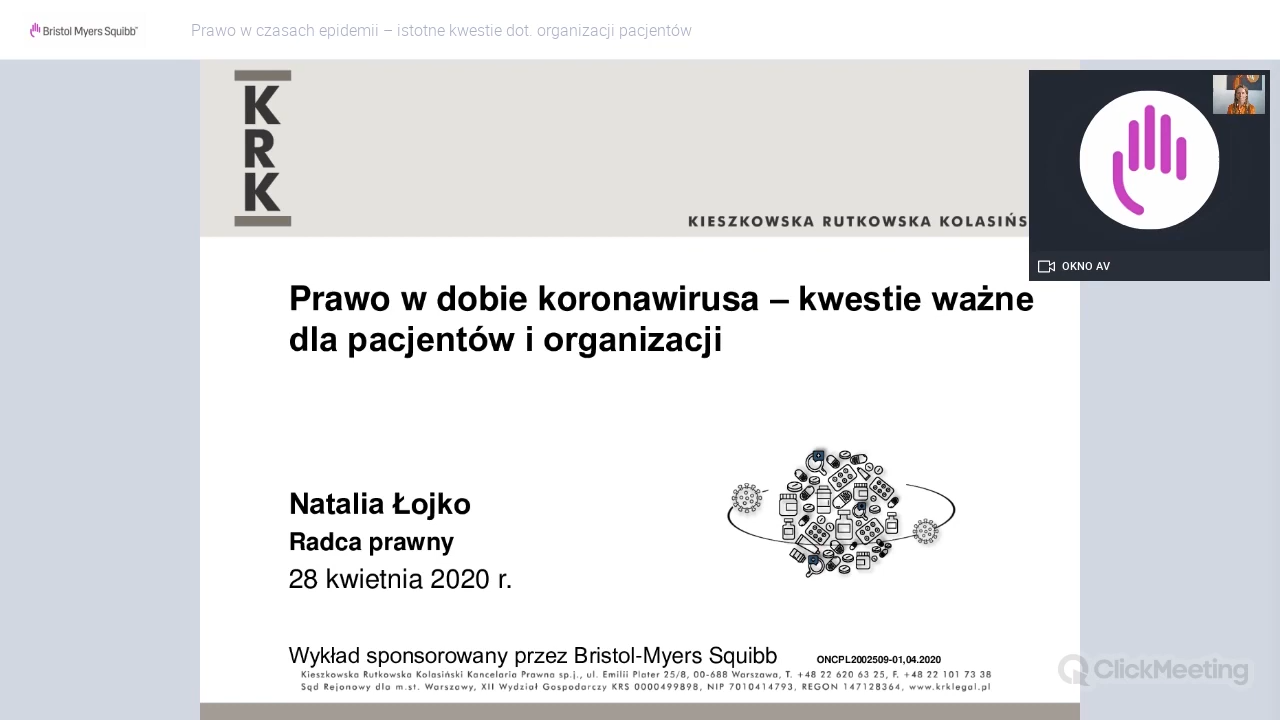 Bristol Myers Squibb™
Prawo w czasach epidemii – istotne kwestie dot. organizacji pacjentów
K
R
K
KIESZKOWSKA RUTKOWSKA KOLASIŃS
OKNO AV
Prawo w dobie koronawirusa – kwestie ważne
dla pacjentów i organizacji
Natalia Łojko
Radca prawny
28 kwietnia 2020 r.
Wykład sponsorowany przez Bristol-Myers Squibb
ONCPL2002509-01,04.2020
Kieszkowska Rutkowska Kolasiński Kancelaria Prawna sp.j., ul. Emilii Plater 25/8, 00-688 Warszawa, T. +48 22 620 63 25, F. +48 22 101 73 38
Sąd Rejonowy dla m.st. Warszawy, XII Wydział Gospodarczy KRS 0000499898, NIP 7010414793, REGON 147128364, www.krklegal.pl
ClickMeeting